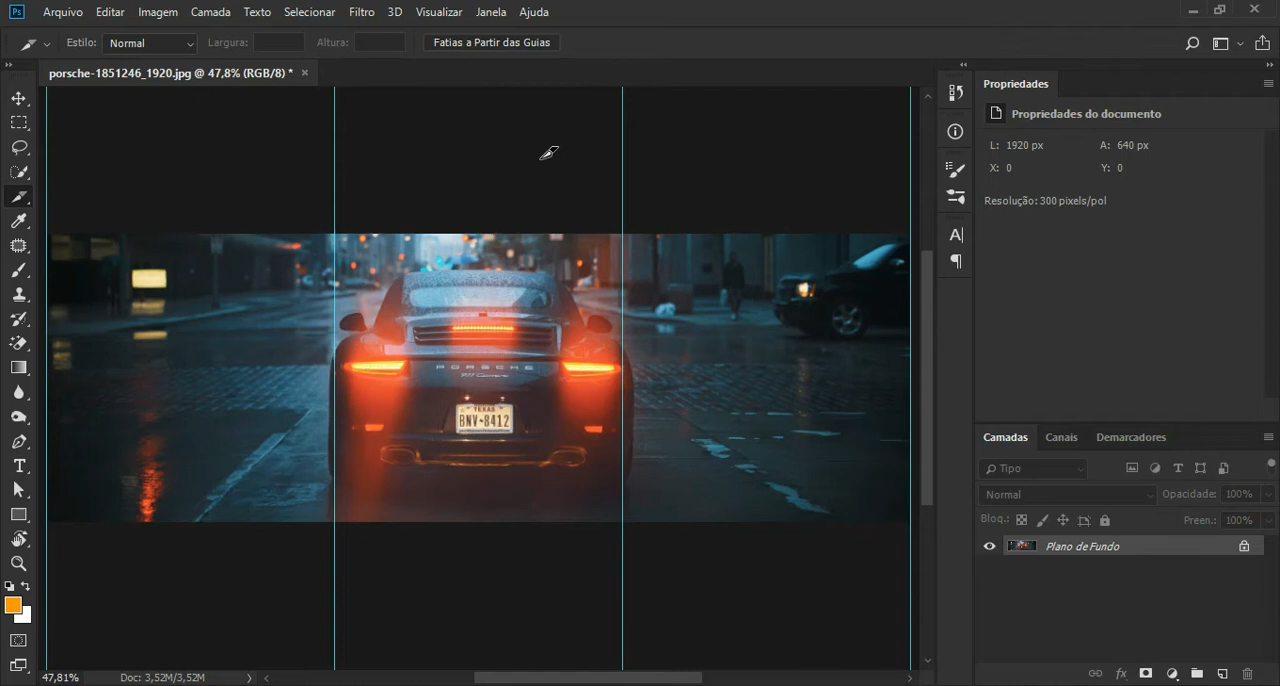 Ps Arquivo Editar Imagem Camada Texto Selecionar Filtro 3D Visualizar Janela Ajuda
Estilo: Normal Largura: Altura: Fatias a Partir das Guias
porsche-1851246_1920.jpg @ 47,8% (RGB/8) * ×
Propriedades
Propriedades do documento
L: 1920 px A: 640 px
X: 0 Y: 0
Resolução: 300 pixels/pol
PORSCHE
911 Carrera
TEXAS
BNV-8412
Camadas Canais Demarcadores
Tipo
Normal Opacidade: 100%
Bloq.: Preen.: 100%
Plano de Fundo
47,81% Doc: 3,52M/3,52M